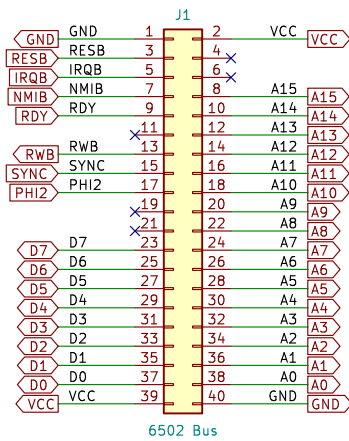 J1
GND GND 1 2 VCC VCC
RESB RESB 3 4
IRQB IRQB 5 6
NMIB NMIB 7 8 A15 A15
RDY RDY 9 10 A14 A14
11 12 A13 A13
RWB RWB 13 14 A12 A12
SYNC SYNC 15 16 A11 A11
PHI2 PHI2 17 18 A10 A10
19 20 A9 A9
21 22 A8 A8
D7 D7 23 24 A7 A7
D6 D6 25 26 A6 A6
D5 D5 27 28 A5 A5
D4 D4 29 30 A4 A4
D3 D3 31 32 A3 A3
D2 D2 33 34 A2 A2
D1 D1 35 36 A1 A1
D0 D0 37 38 A0 A0
VCC VCC 39 40 GND GND
6502 Bus